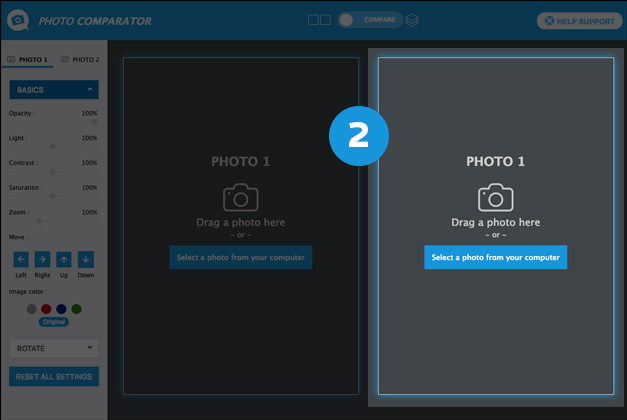 PHOTO COMPARATOR
COMPARE
HELP SUPPORT
PHOTO 1
PHOTO 2
BASICS
Opacity :
100%
Light :
100%
Contrast :
100%
Saturation :
100%
Zoom :
100%
Move :
Left
Right
Up
Down
Image color :
Original
ROTATE
RESET ALL SETTINGS
PHOTO 1
Drag a photo here
- or -
Select a photo from your computer
2
PHOTO 1
Drag a photo here
- or -
Select a photo from your computer